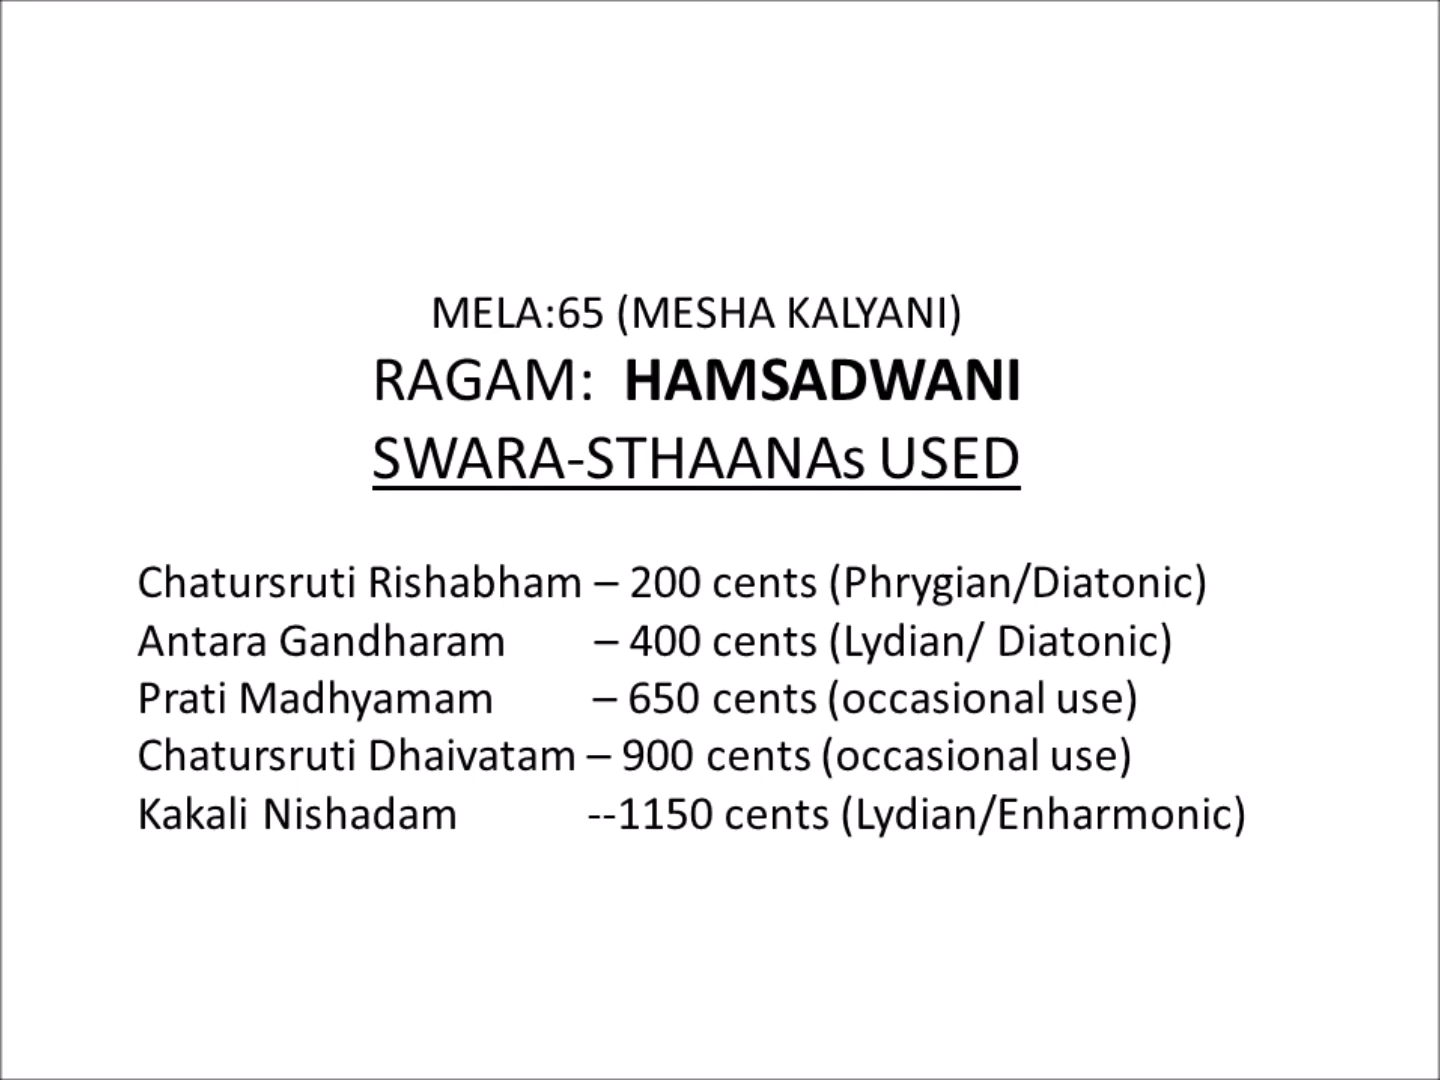 MELA:65 (MESHA KALYANI)
RAGAM: HAMSADWANI
SWARA-STHAANAs USED
Chatursruti Rishabham – 200 cents (Phrygian/Diatonic)
Antara Gandharam – 400 cents (Lydian/ Diatonic)
Prati Madhyamam – 650 cents (occasional use)
Chatursruti Dhaivatam – 900 cents (occasional use)
Kakali Nishadam --1150 cents (Lydian/Enharmonic)